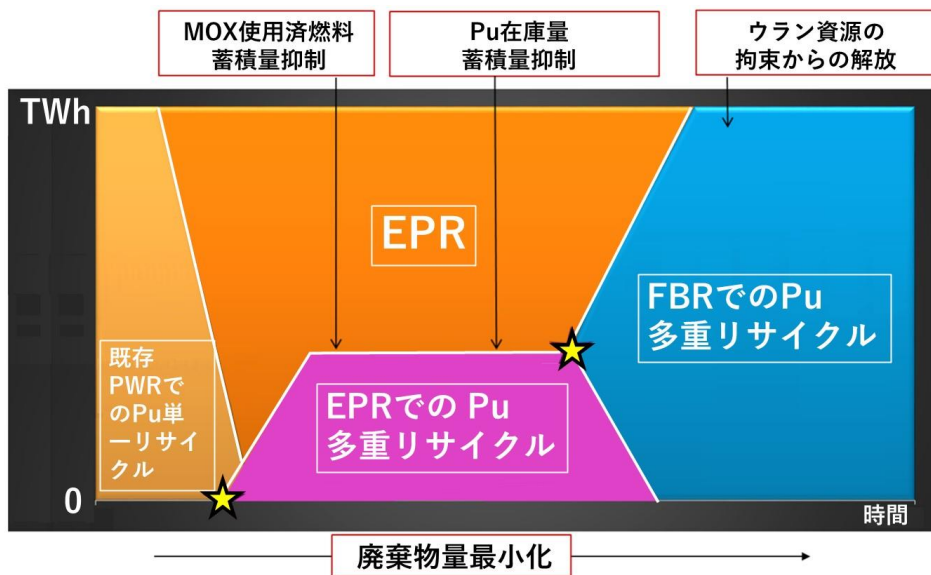 MOX使用済燃料
蓄積量抑制
Pu在庫量
蓄積量抑制
ウラン資源の
拘束からの解放
TWh
EPR
FBRでのPu
多重リサイクル
既存
PWRで
のPu単
一リサイ
クル
EPRでの Pu
多重リサイクル
0
時間
廃棄物量最小化